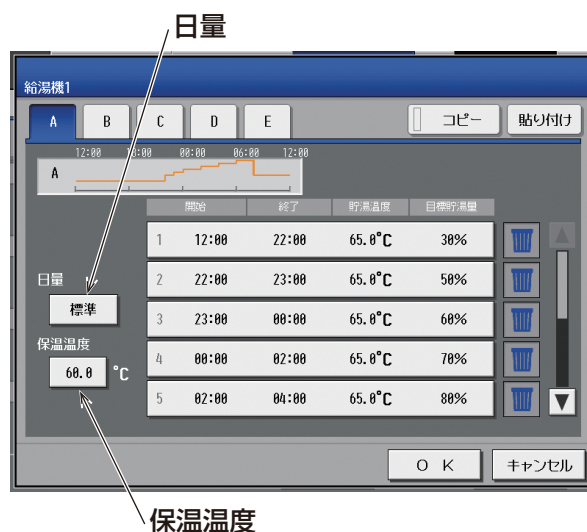 日量
給湯機1
A B C D E コピー 貼り付け
12:00 18:00 00:00 06:00 12:00
A
開始 終了 貯湯温度 目標貯湯量
1 12:00 22:00 65.0°C 30%
日量
2 22:00 23:00 65.0°C 50%
標準
3 23:00 00:00 65.0°C 60%
保温温度
60.0 °C
4 00:00 02:00 65.0°C 70%
5 02:00 04:00 65.0°C 80%
OK キャンセル
保温温度